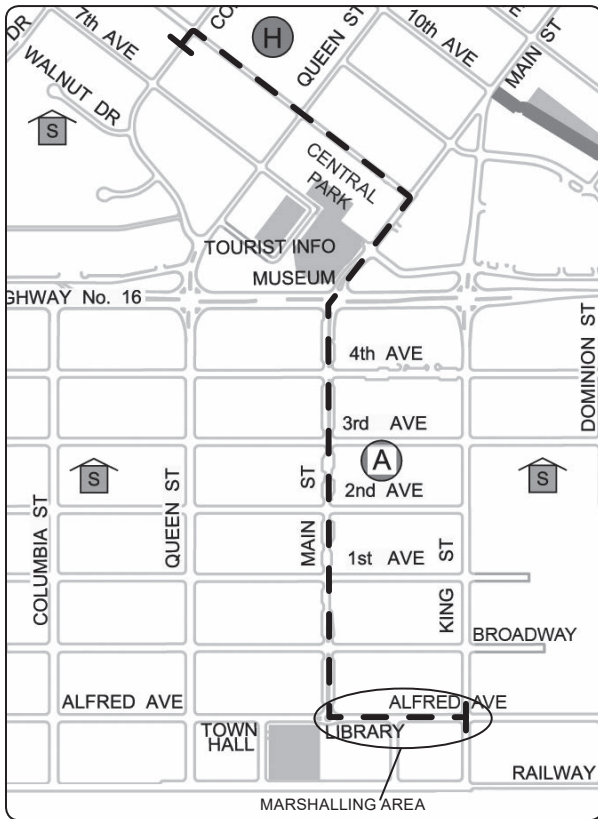 DR
7th AVE
CO
H
QUEEN ST
10th AVE
E
MAIN ST
WALNUT DR
S
CENTRAL
PARK
TOURIST INFO
MUSEUM
GHWAY No. 16
4th AVE
DOMINION ST
3rd AVE
A
S
S
2nd AVE
COLUMBIA ST
QUEEN ST
MAIN ST
1st AVE
KING ST
BROADWAY
ALFRED AVE
ALFRED AVE
TOWN
HALL
LIBRARY
RAILWAY
MARSHALLING AREA